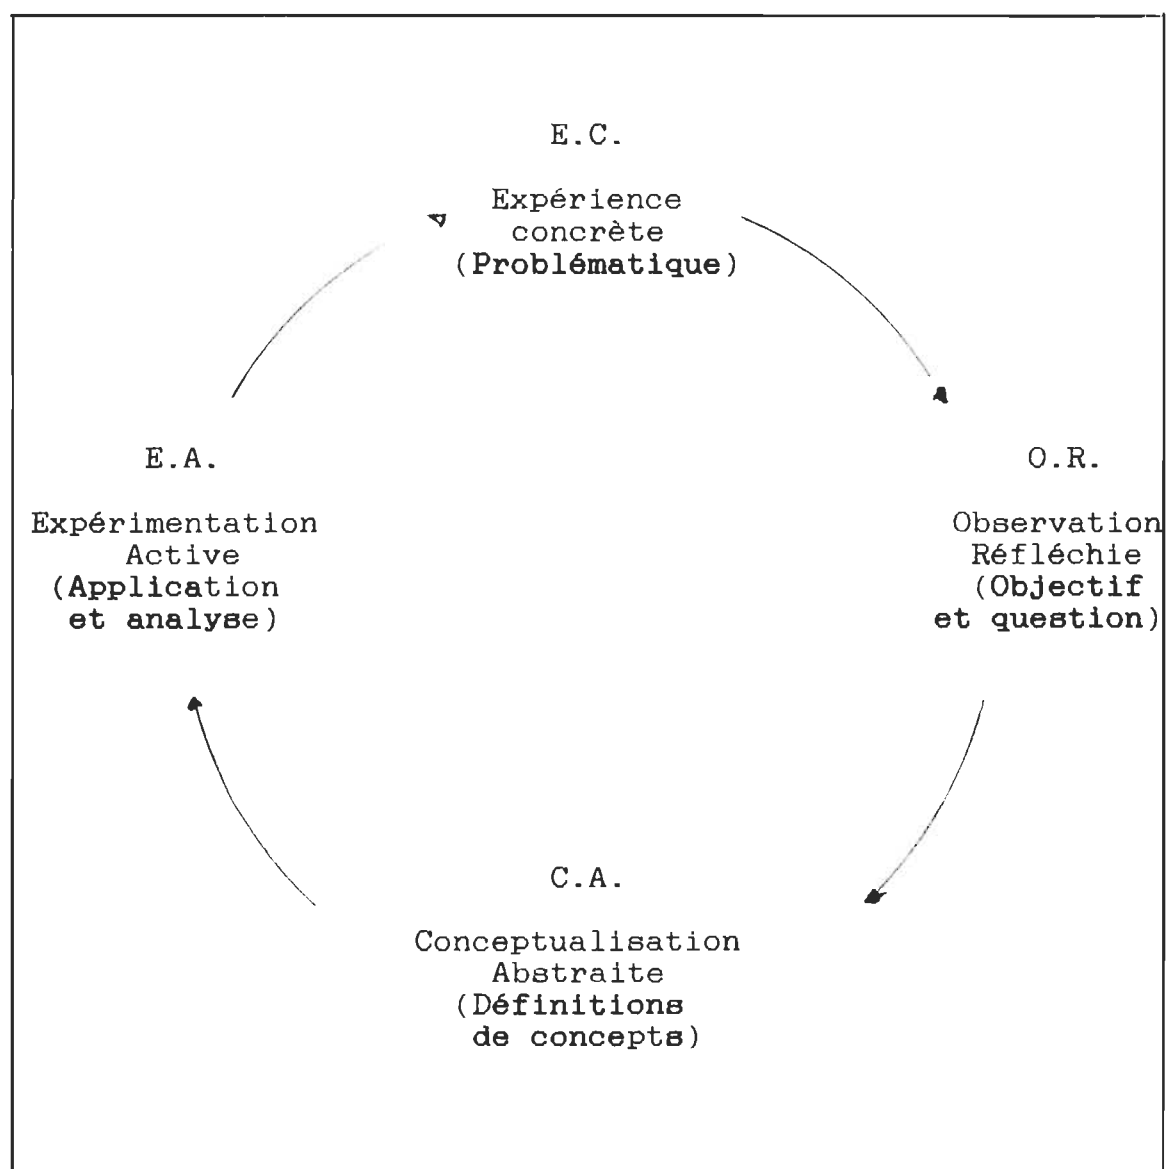 E.C.
Expérience
concrète
(Problématique)
E.A.
Expérimentation
Active
(Application
et analyse)
O.R.
Observation
Réfléchie
(Objectif
et question)
C.A.
Conceptualisation
Abstraite
(Définitions
de concepts)